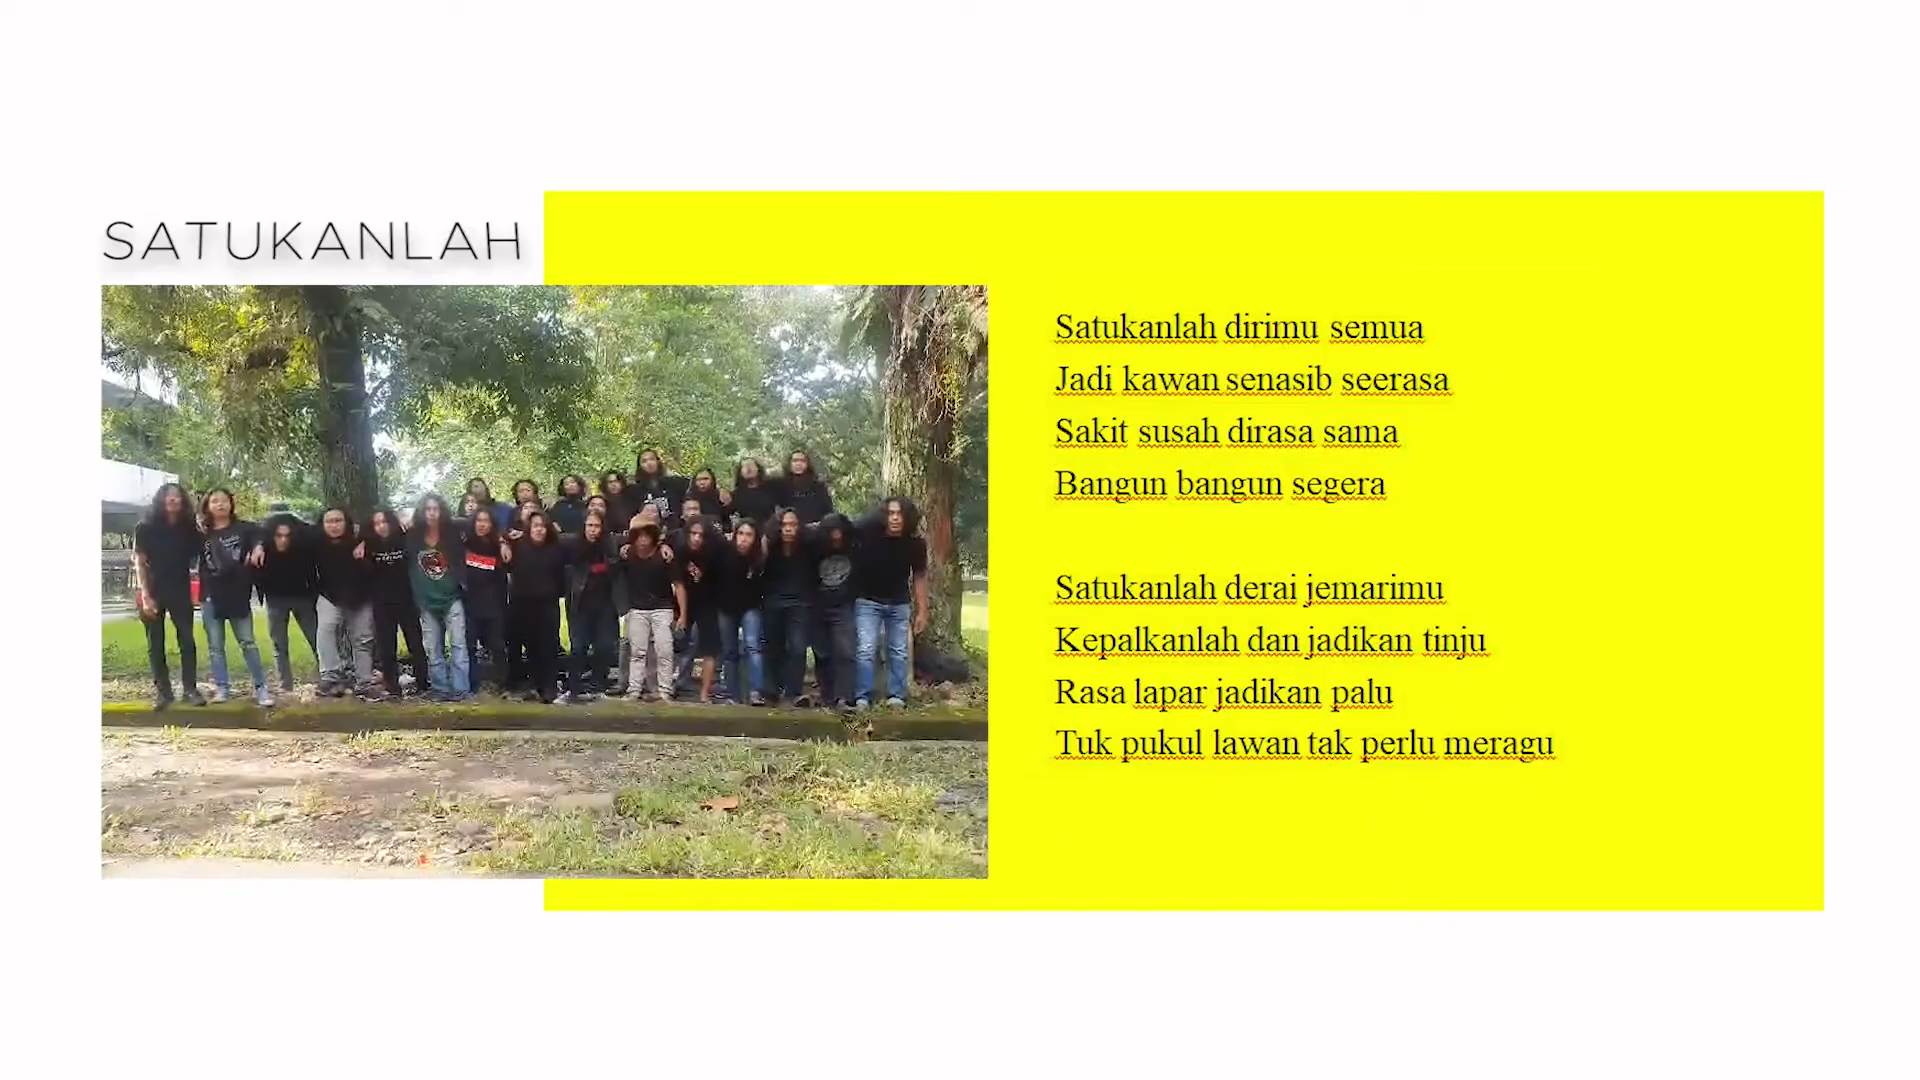 SATUKANLAH
Satukanlah dirimu semua
Jadi kawan senasib seerasa
Sakit susah dirasa sama
Bangun bangun segera
Satukanlah derai jemarimu
Kepalkanlah dan jadikan tinju
Rasa lapar jadikan palu
Tuk pukul lawan tak perlu meragu